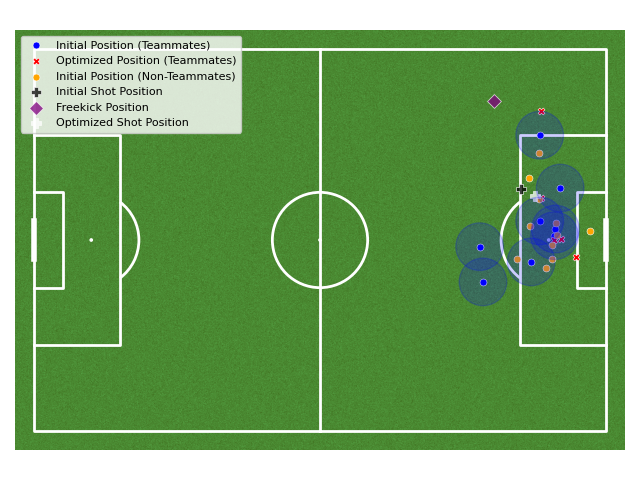 Initial Position (Teammates)
Optimized Position (Teammates)
Initial Position (Non-Teammates)
Initial Shot Position
Freekick Position
Optimized Shot Position